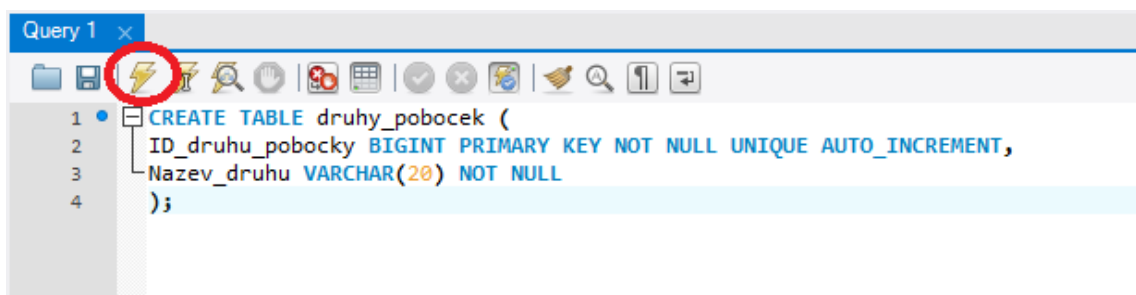 Query 1
1 CREATE TABLE druhy_pobocek (
2 ID_druhu_pobocky BIGINT PRIMARY KEY NOT NULL UNIQUE AUTO_INCREMENT,
3 Nazev_druhu VARCHAR(20) NOT NULL
4 );